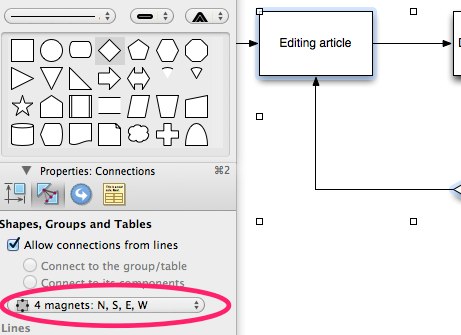 Editing article
Properties: Connections
⌘2
Shapes, Groups and Tables
Allow connections from lines
Connect to the group/table
Connect to its components
4 magnets: N, S, E, W
Lines